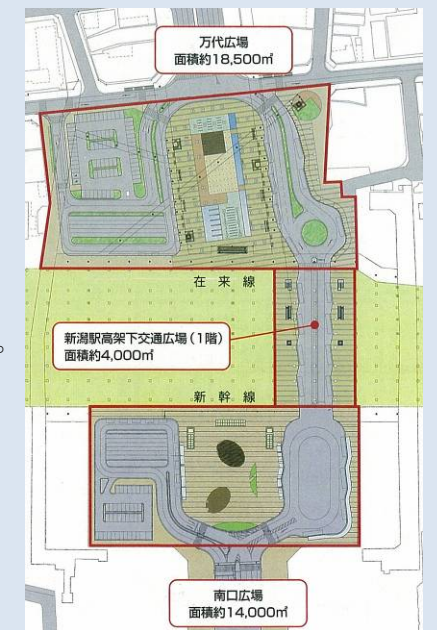 万代広場
面積約18,500㎡
在来線
新潟駅高架下交通広場（1階）
面積約4,000㎡
。
新幹線
南口広場
面積約14,000㎡